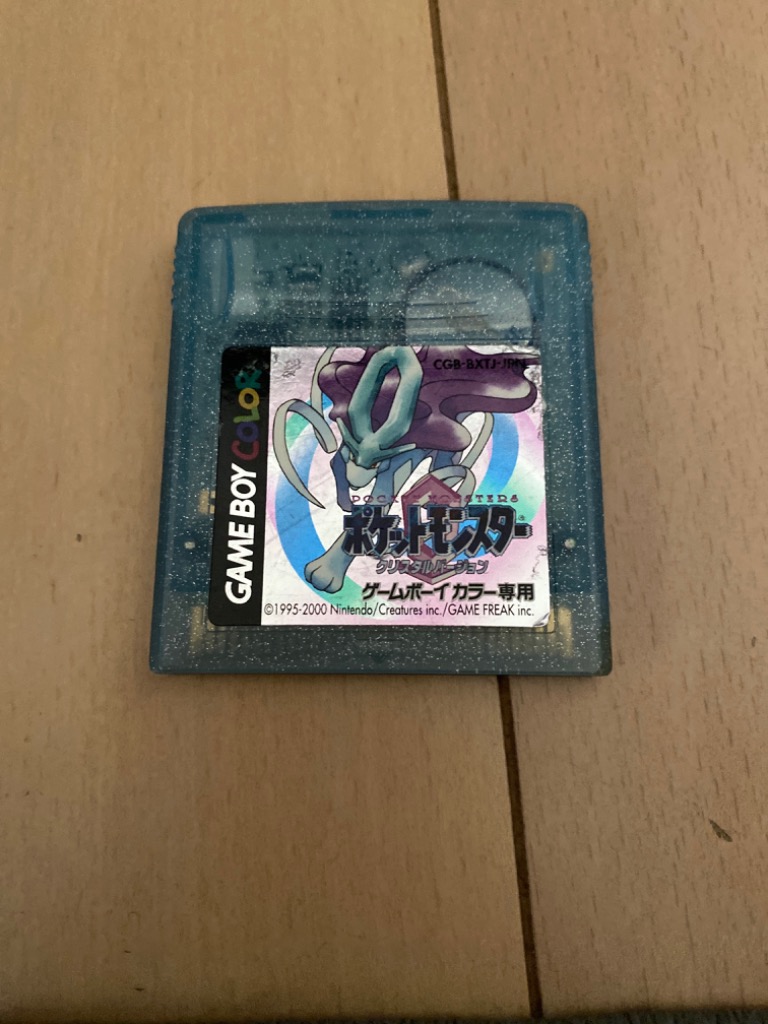 GAME BOY COLOR
CGB-BXTJ-JPN
POCKET MONSTERS
ポケットモンスター
クリスタルバージョン
ゲームボーイカラー専用
©1995-2000 Nintendo/Creatures inc./GAME FREAK inc.